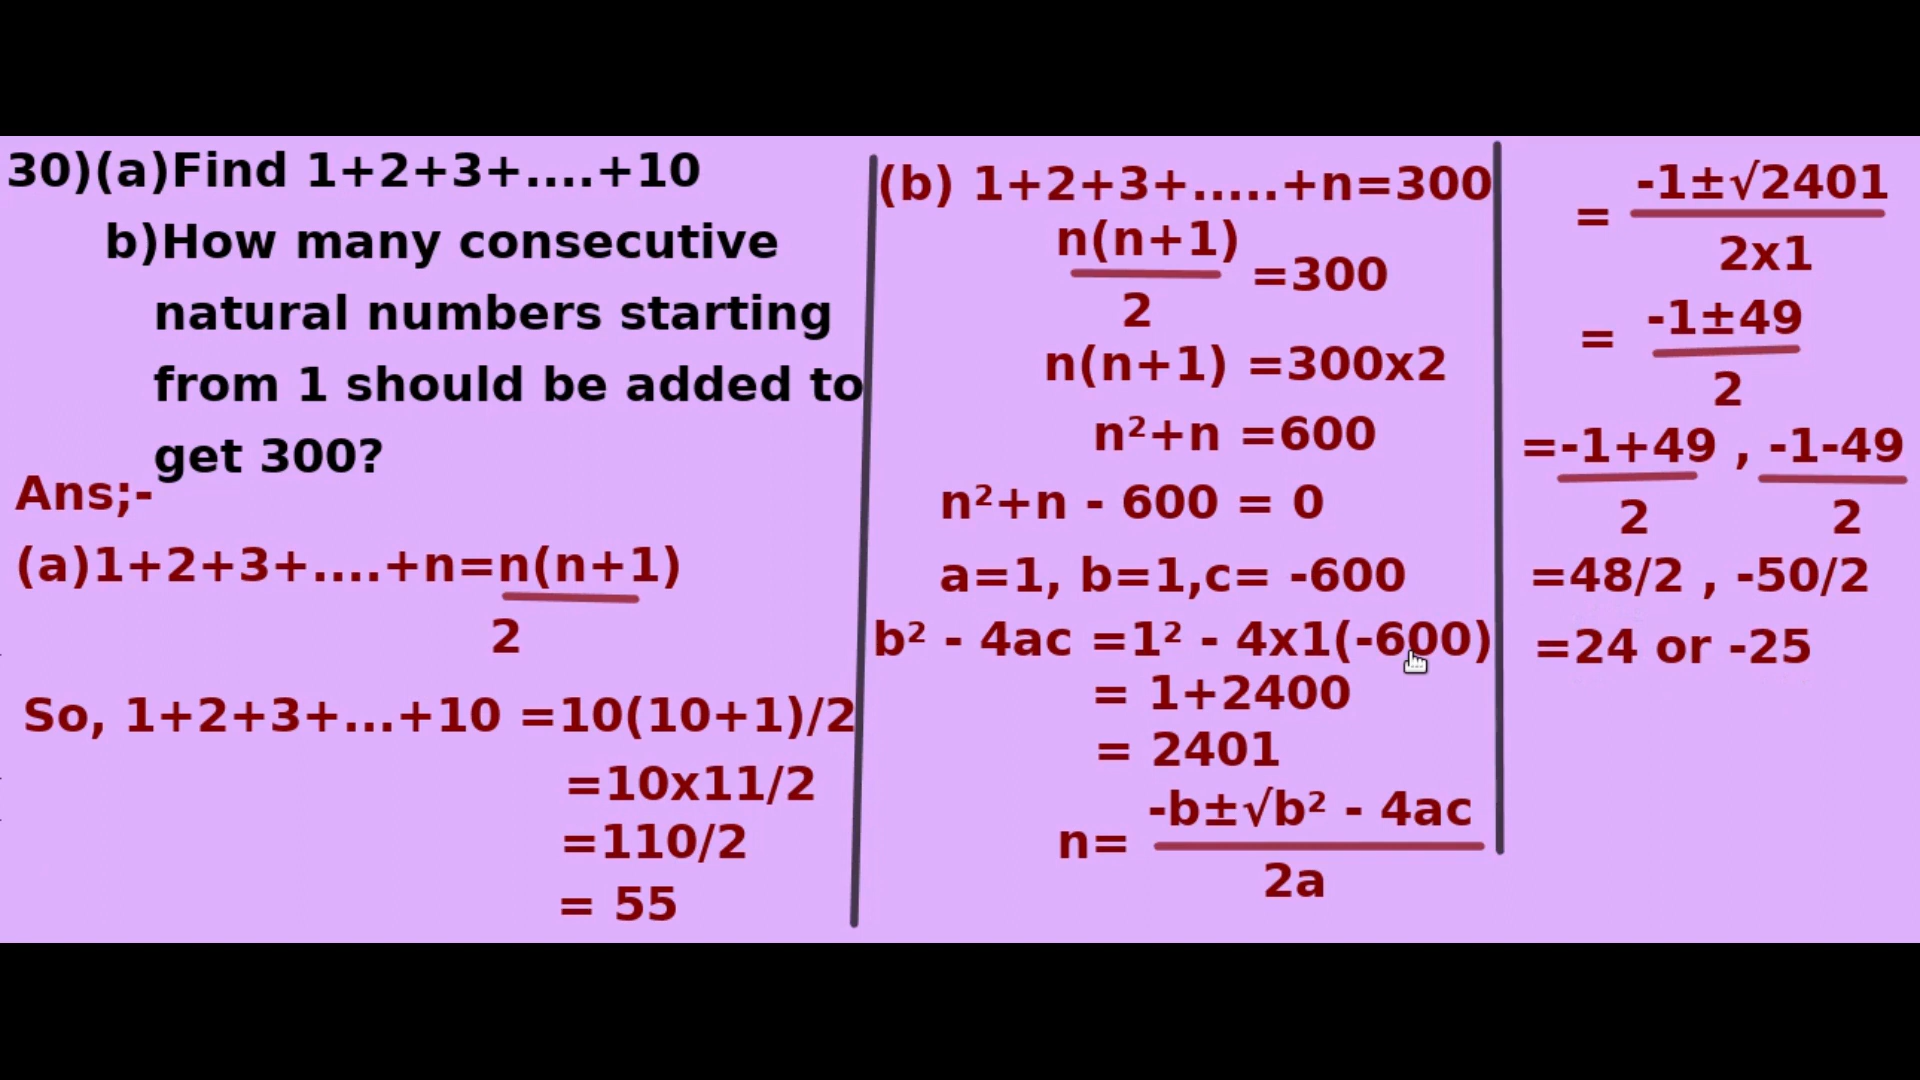 30)(a)Find 1+2+3+....+10
b)How many consecutive
natural numbers starting
from 1 should be added to
get 300?
Ans;-
(a)1+2+3+....+n=n(n+1)
2
So, 1+2+3+...+10 =10(10+1)/2
=10x11/2
=110/2
= 55
(b) 1+2+3+.....+n=300
n(n+1)
=300
2
n(n+1) =300x2
n²+n =600
n²+n - 600 = 0
a=1, b=1,c= -600
b² - 4ac =1² - 4x1(-600)
= 1+2400
= 2401
-b±√b² - 4ac
n=
2a
-1±√2401
=
2x1
-1±49
=
2
=-1+49 , -1-49
2 2
=48/2 , -50/2
=24 or -25